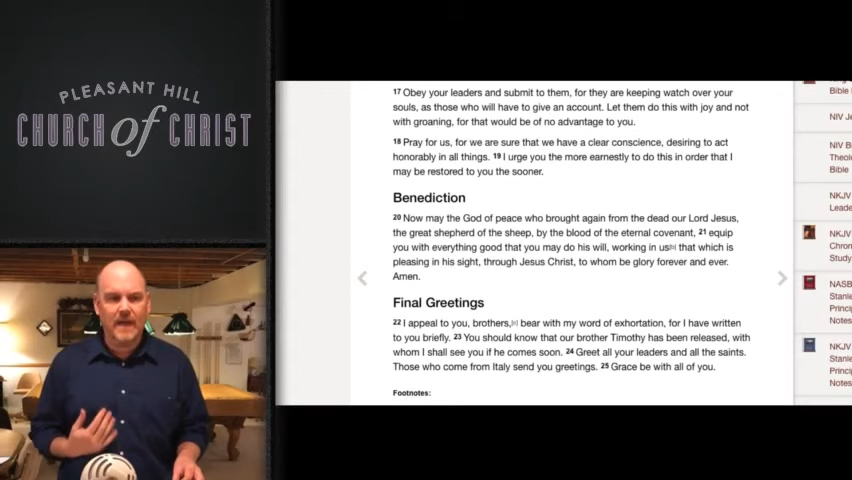 PLEASANT HILL
CHURCH of CHRIST
17 Obey your leaders and submit to them, for they are keeping watch over your
souls, as those who will have to give an account. Let them do this with joy and not
with groaning, for that would be of no advantage to you.
18 Pray for us, for we are sure that we have a clear conscience, desiring to act
honorably in all things. 19 I urge you the more earnestly to do this in order that I
may be restored to you the sooner.
Benediction
20 Now may the God of peace who brought again from the dead our Lord Jesus,
the great shepherd of the sheep, by the blood of the eternal covenant, 21 equip
you with everything good that you may do his will, working in us[b] that which is
pleasing in his sight, through Jesus Christ, to whom be glory forever and ever.
Amen.
Final Greetings
22 I appeal to you, brothers,[c] bear with my word of exhortation, for I have written
to you briefly. 23 You should know that our brother Timothy has been released, with
whom I shall see you if he comes soon. 24 Greet all your leaders and all the saints.
Those who come from Italy send you greetings. 25 Grace be with all of you.
Footnotes:
Bible
NIV
NIV
Bible
NKJV
NKJV
Study
NASB
Notes
NKJV
Notes